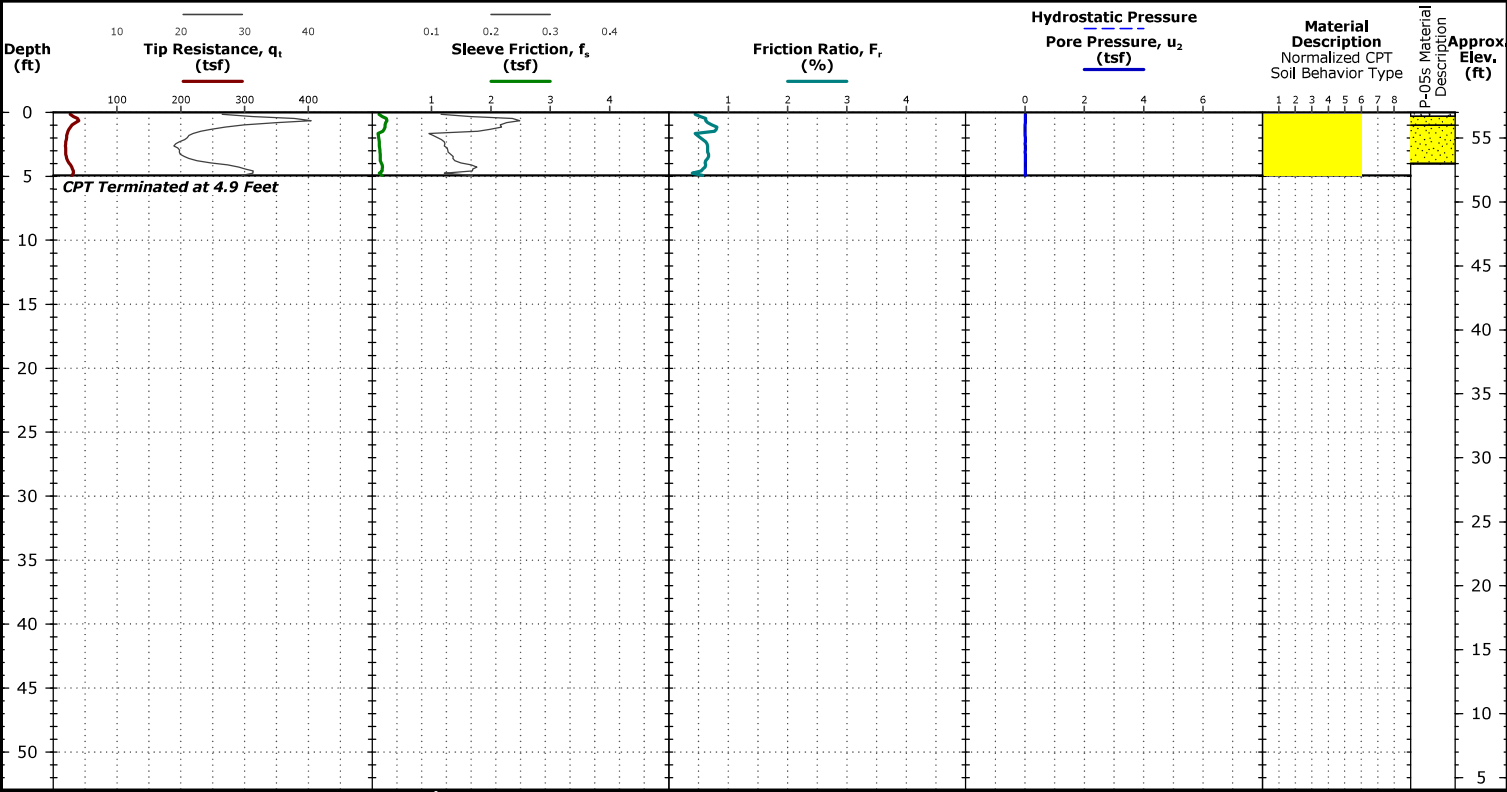 Depth
(ft)
10 20 30 40
Tip Resistance, qₜ
(tsf)
100 200 300 400
0.1 0.2 0.3 0.4
Sleeve Friction, fₛ
(tsf)
1 2 3 4
Friction Ratio, Fᵣ
(%)
1 2 3 4
Hydrostatic Pressure
Pore Pressure, u₂
(tsf)
0 2 4 6
Material
Description
Normalized CPT
Soil Behavior Type
1 2 3 4 5 6 7 8
P-05s Material
Description
Approx.
Elev.
(ft)
0
5
10
15
20
25
30
35
40
45
50
CPT Terminated at 4.9 Feet
55
50
45
40
35
30
25
20
15
10
5